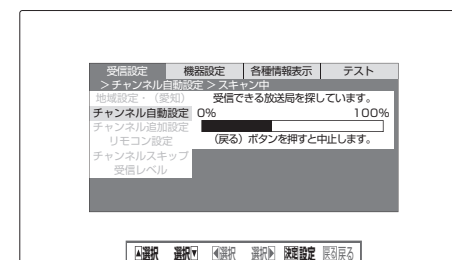 受信設定 機器設定 各種情報表示 テスト
>チャンネル自動設定>スキャン中
地域設定・(愛知) 受信できる放送局を探しています。
チャンネル自動設定 0% 100%
チャンネル追加設定
リモコン設定 (戻る) ボタンを押すと中止します。
チャンネルスキップ
受信レベル
▲選択 選択▼ ◀選択 選択▶ 決定設定 戻る戻る